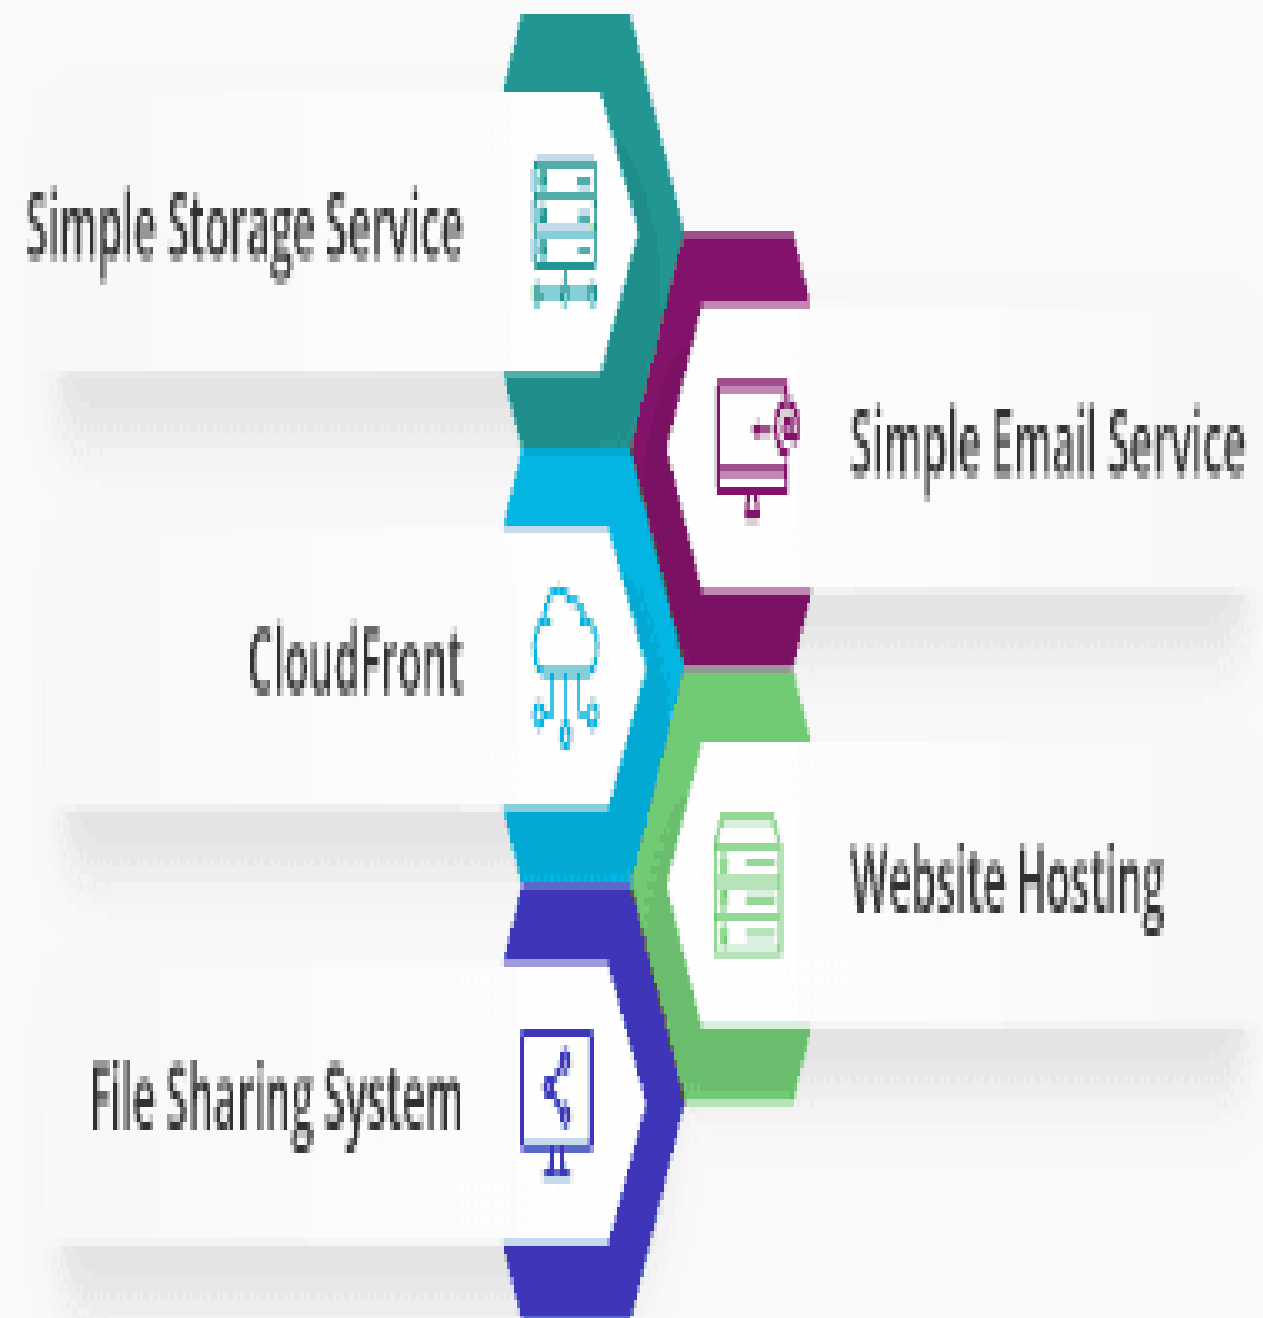 Simple Storage Service
Simple Email Service
CloudFront
Website Hosting
File Sharing System